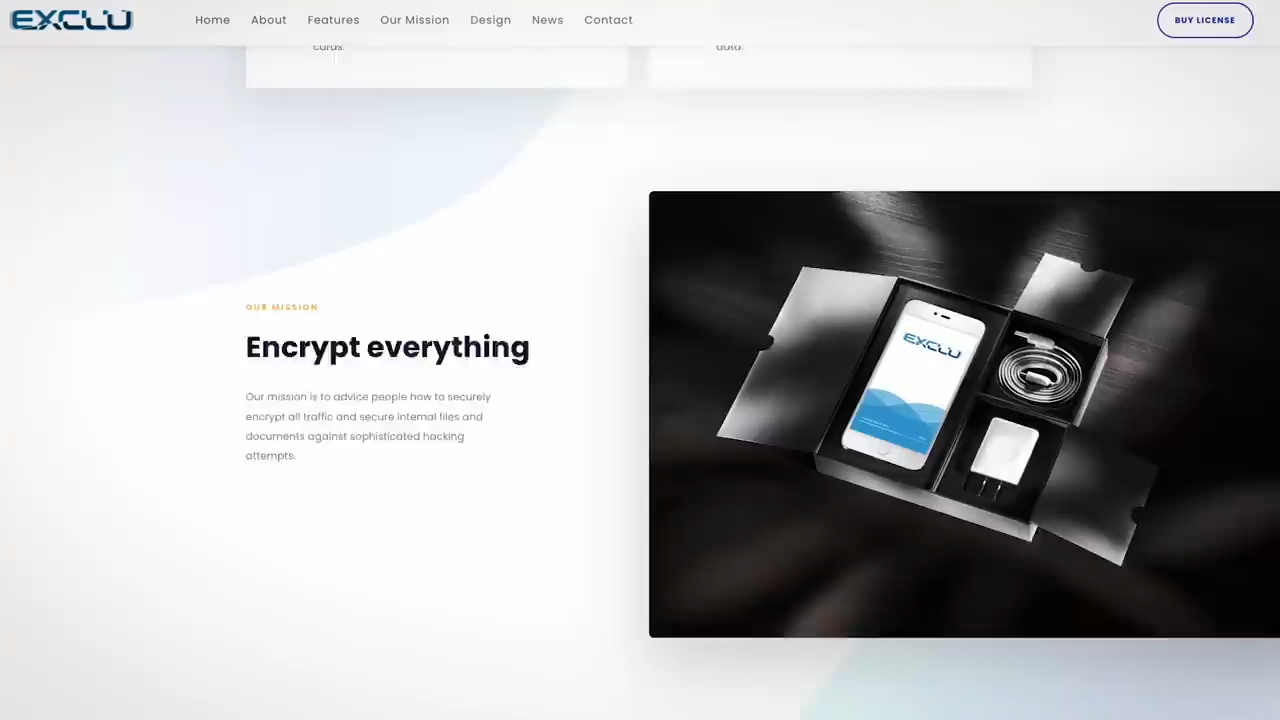 EXCLU
Home About Features Our Mission Design News Contact
BUY LICENSE
OUR MISSION
Encrypt everything
Our mission is to advice people how to securely
encrypt all traffic and secure internal files and
documents against sophisticated hacking
attempts.
EXCLU